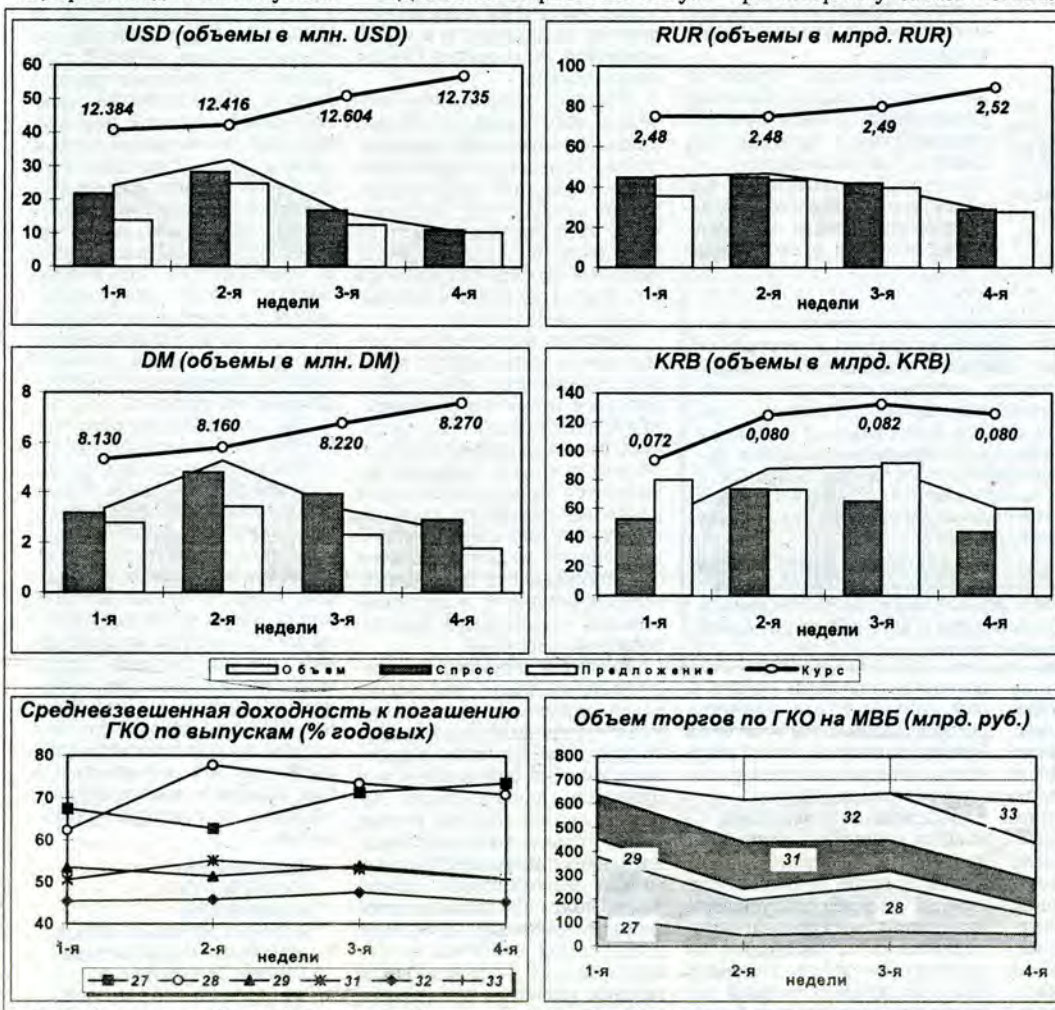 USD (объемы в млн. USD)
60
50
40
30
20
10
0
12.384
12.416
12.604
12.735
1-я
2-я
3-я
4-я
недели
RUR (объемы в млрд. RUR)
100
80
60
40
20
0
2,48
2,48
2,49
2,52
1-я
2-я
3-я
4-я
недели
DM (объемы в млн. DM)
8
6
4
2
0
8.130
8.160
8.220
8.270
1-я
2-я
3-я
4-я
недели
KRB (объемы в млрд. KRB)
140
120
100
80
60
40
20
0
0,072
0,080
0,082
0,080
1-я
2-я
3-я
4-я
недели
Объем Спрос Предложение Курс
Средневзвешенная доходность к погашению
ГКО по выпускам (% годовых)
80
70
60
50
40
1-я
2-я
3-я
4-я
недели
27 28 29 31 32 33
Объем торгов по ГКО на МВБ (млрд. руб.)
800
700
600
500
400
300
200
100
0
27
29
31
32
28
33
1-я
2-я
3-я
4-я
недели